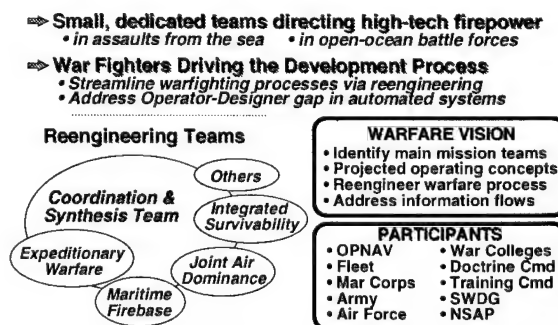 ⇒ Small, dedicated teams directing high-tech firepower
• in assaults from the sea • in open-ocean battle forces
⇒ War Fighters Driving the Development Process
• Streamline warfighting processes via reengineering
• Address Operator-Designer gap in automated systems
Reengineering Teams
Others
Coordination &
Synthesis Team
Integrated
Survivability
Expeditionary
Warfare
Joint Air
Dominance
Maritime
Firebase
WARFARE VISION
• Identify main mission teams
• Projected operating concepts
• Reengineer warfare process
• Address information flows
PARTICIPANTS
• OPNAV • War Colleges
• Fleet • Doctrine Cmd
• Mar Corps • Training Cmd
• Army • SWDG
• Air Force • NSAP